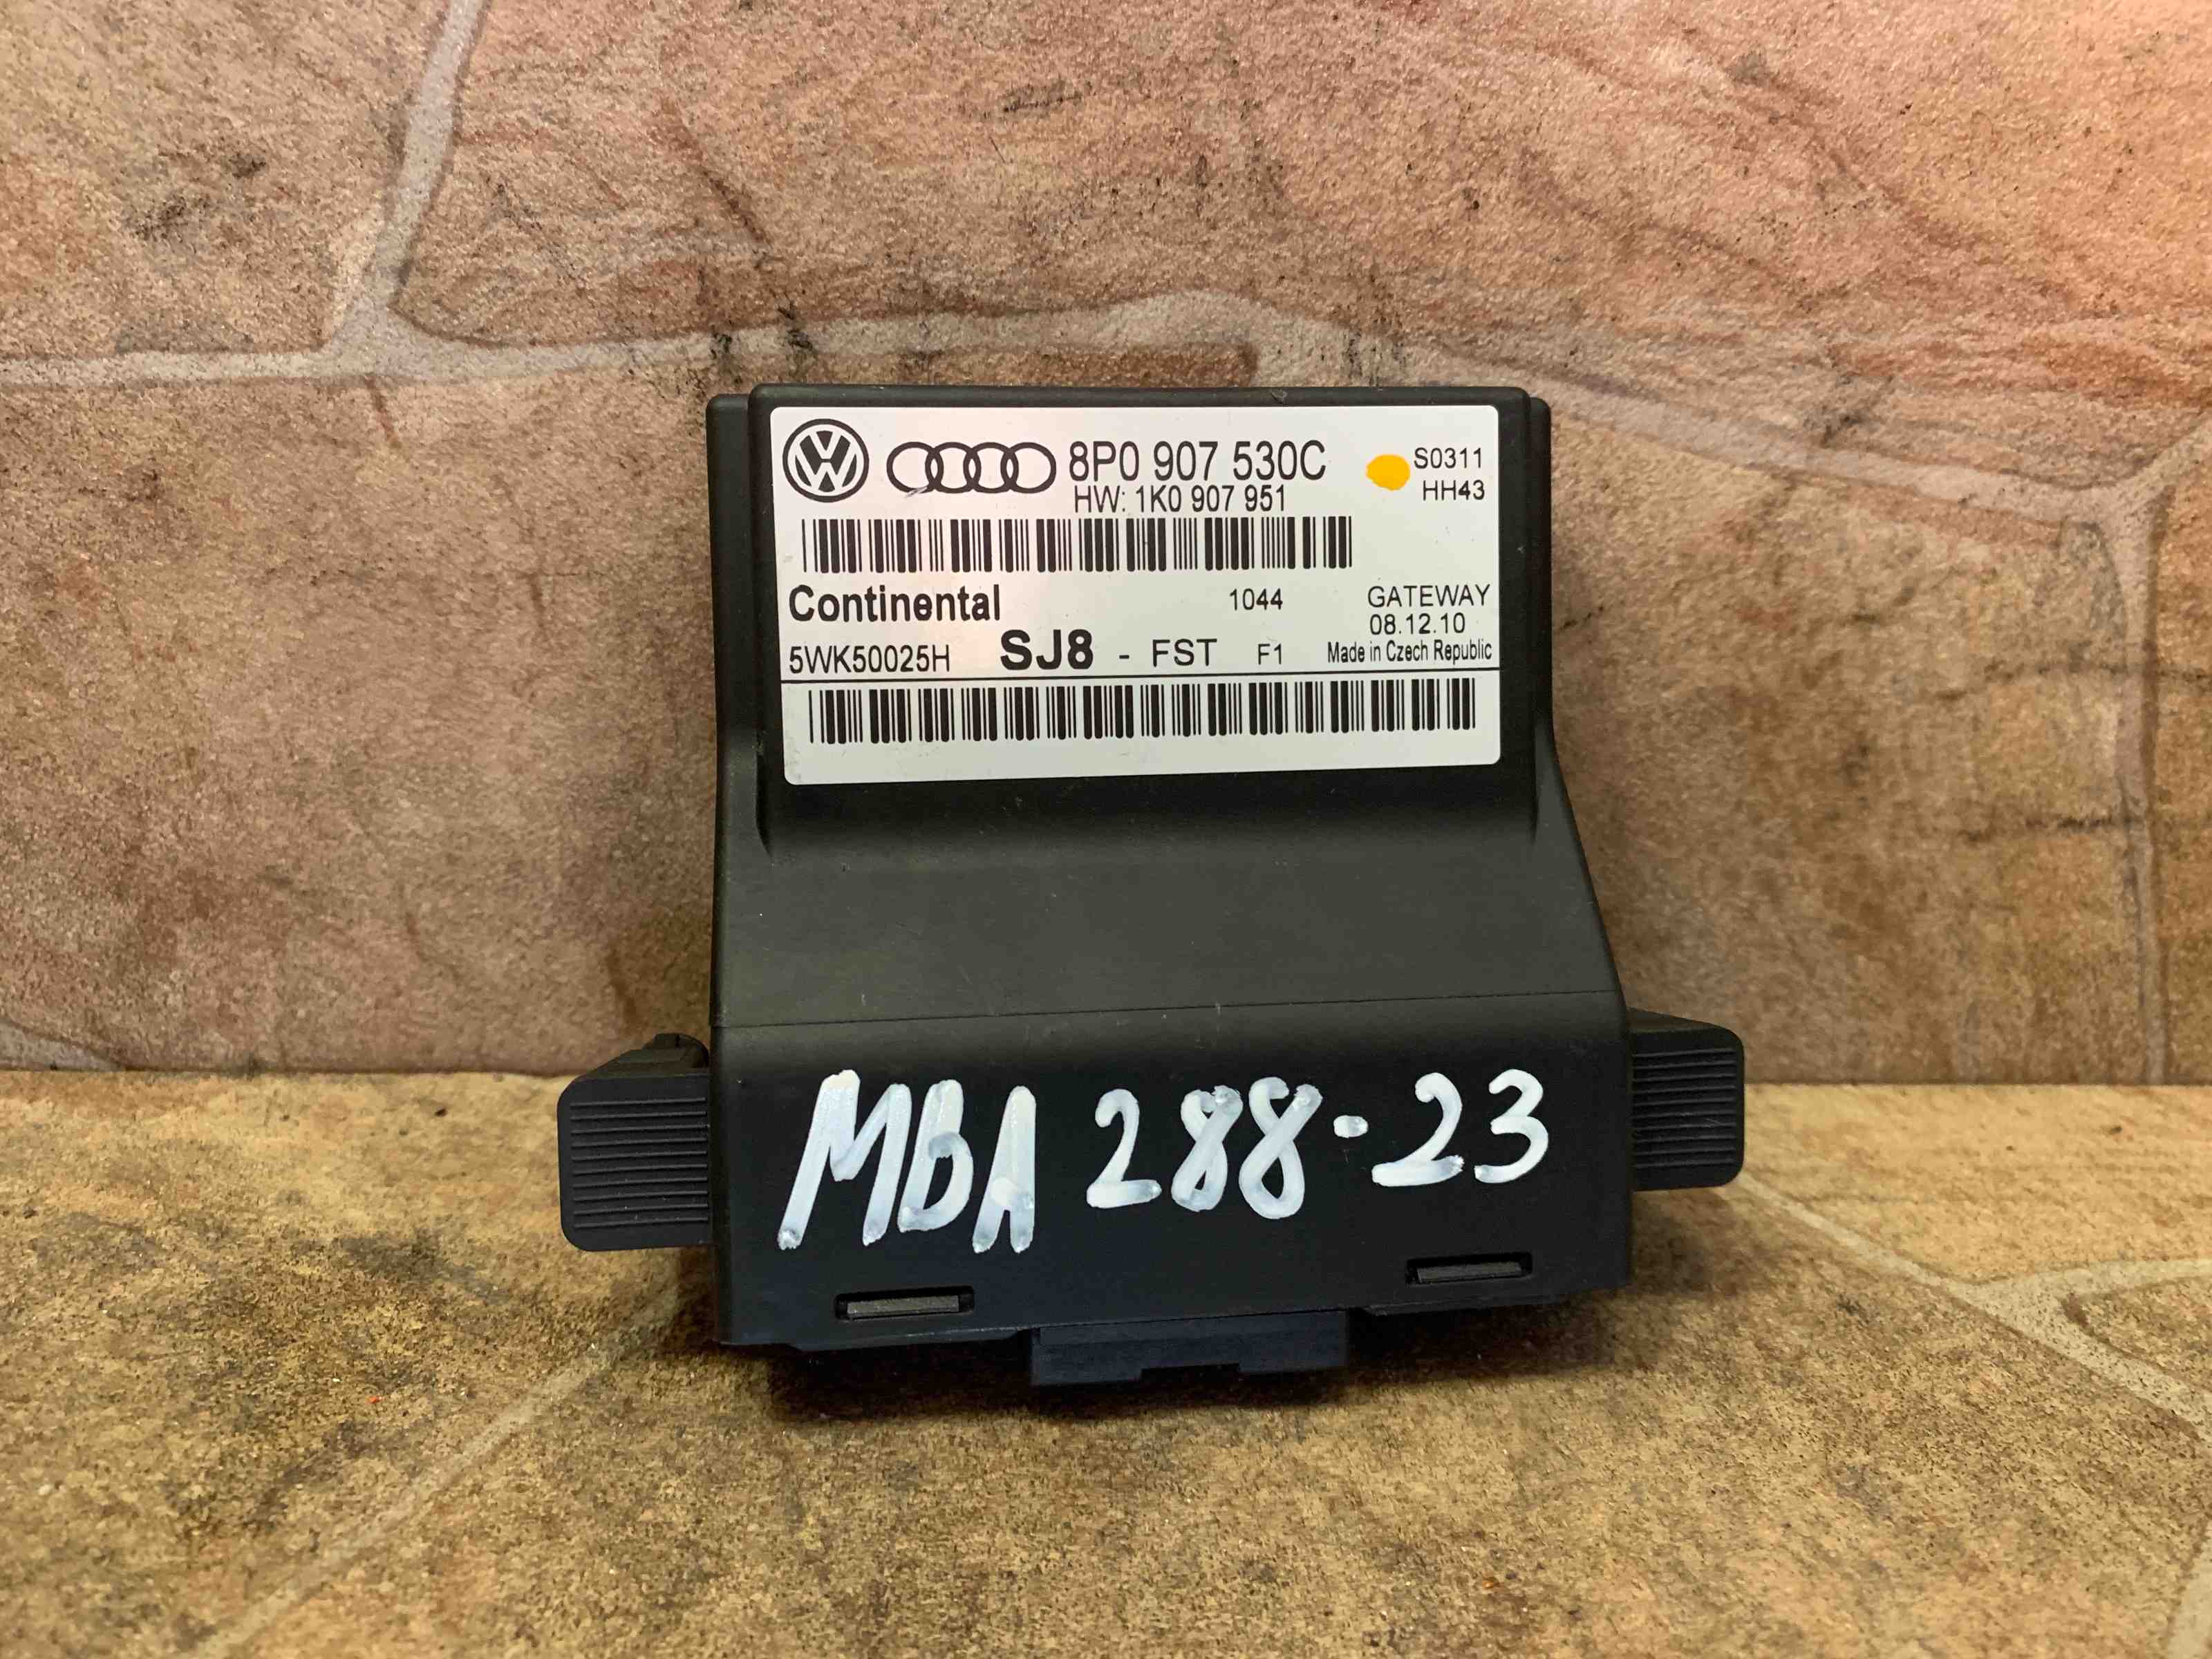 8P0 907 530C
S0311
HW: 1K0 907 951
HH43
Continental
1044
GATEWAY
08.12.10
5WK50025H SJ8 - FST F1
Made in Czech Republic
MBA 288-23